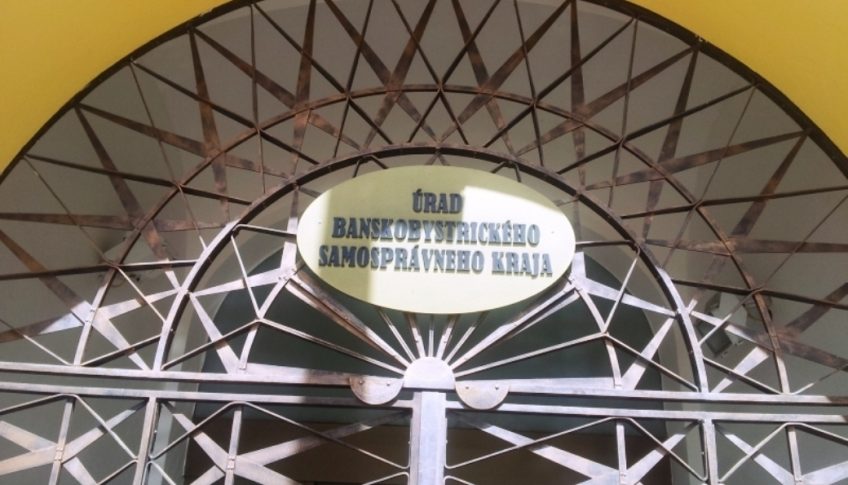 ÚRAD
BANSKOBYSTRICKÉHO
SAMOSPRÁVNEHO KRAJA